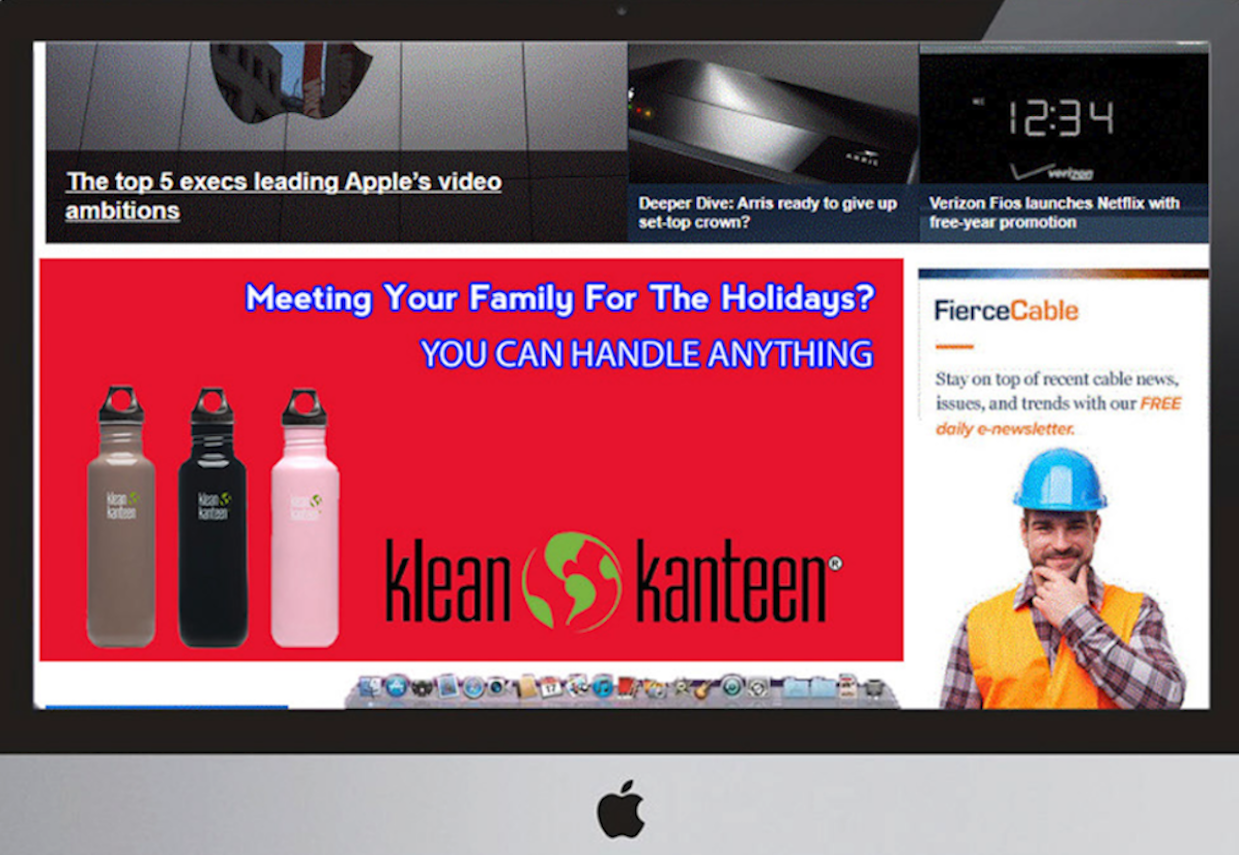 The top 5 execs leading Apple's video
ambitions
ARRIS
Deeper Dive: Arris ready to give up
set-top crown?
12:34
verizon
Verizon Fios launches Netflix with
free-year promotion
Meeting Your Family For The Holidays?
YOU CAN HANDLE ANYTHING
klean
kanteen
klean
kanteen
klean
kanteen
klean kanteen®
FierceCable
Stay on top of recent cable news,
issues, and trends with our FREE
daily e-newsletter.
17